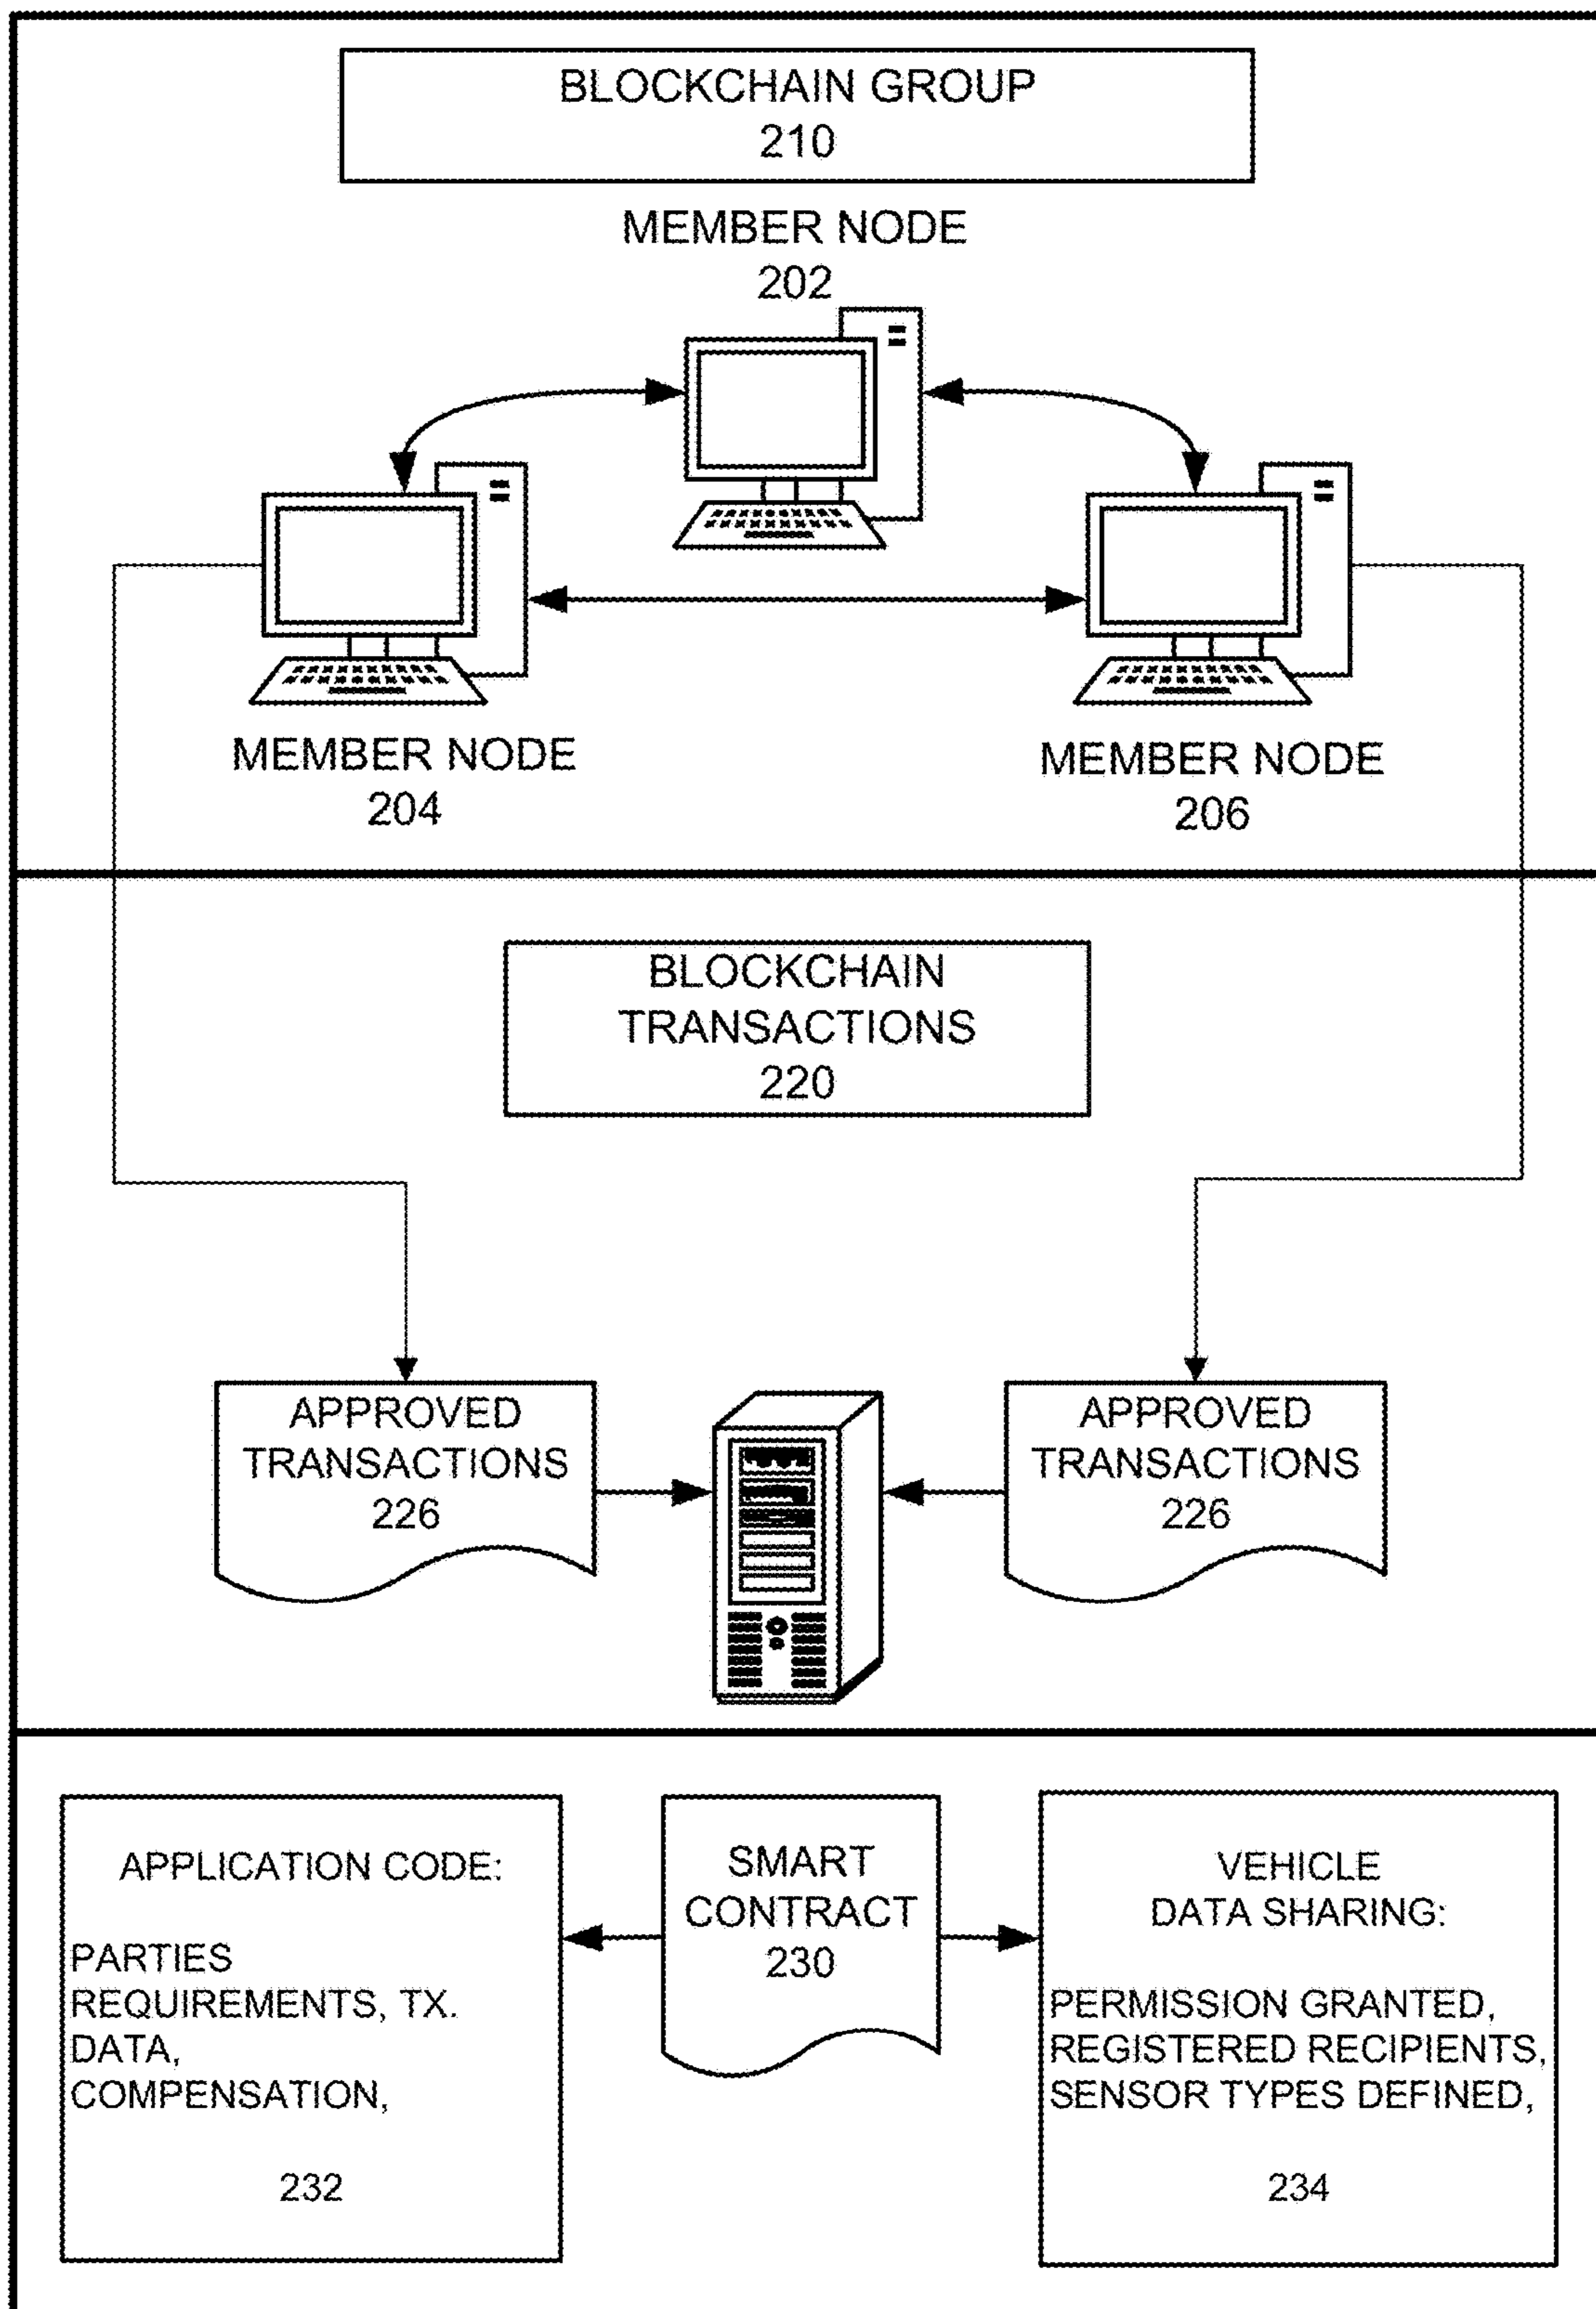 BLOCKCHAIN GROUP
210
MEMBER NODE
202
MEMBER NODE
204
MEMBER NODE
206
BLOCKCHAIN
TRANSACTIONS
220
APPROVED
TRANSACTIONS
226
APPROVED
TRANSACTIONS
226
APPLICATION CODE:
PARTIES
REQUIREMENTS, TX.
DATA,
COMPENSATION,
232
SMART
CONTRACT
230
VEHICLE
DATA SHARING:
PERMISSION GRANTED,
REGISTERED RECIPIENTS,
SENSOR TYPES DEFINED,
234